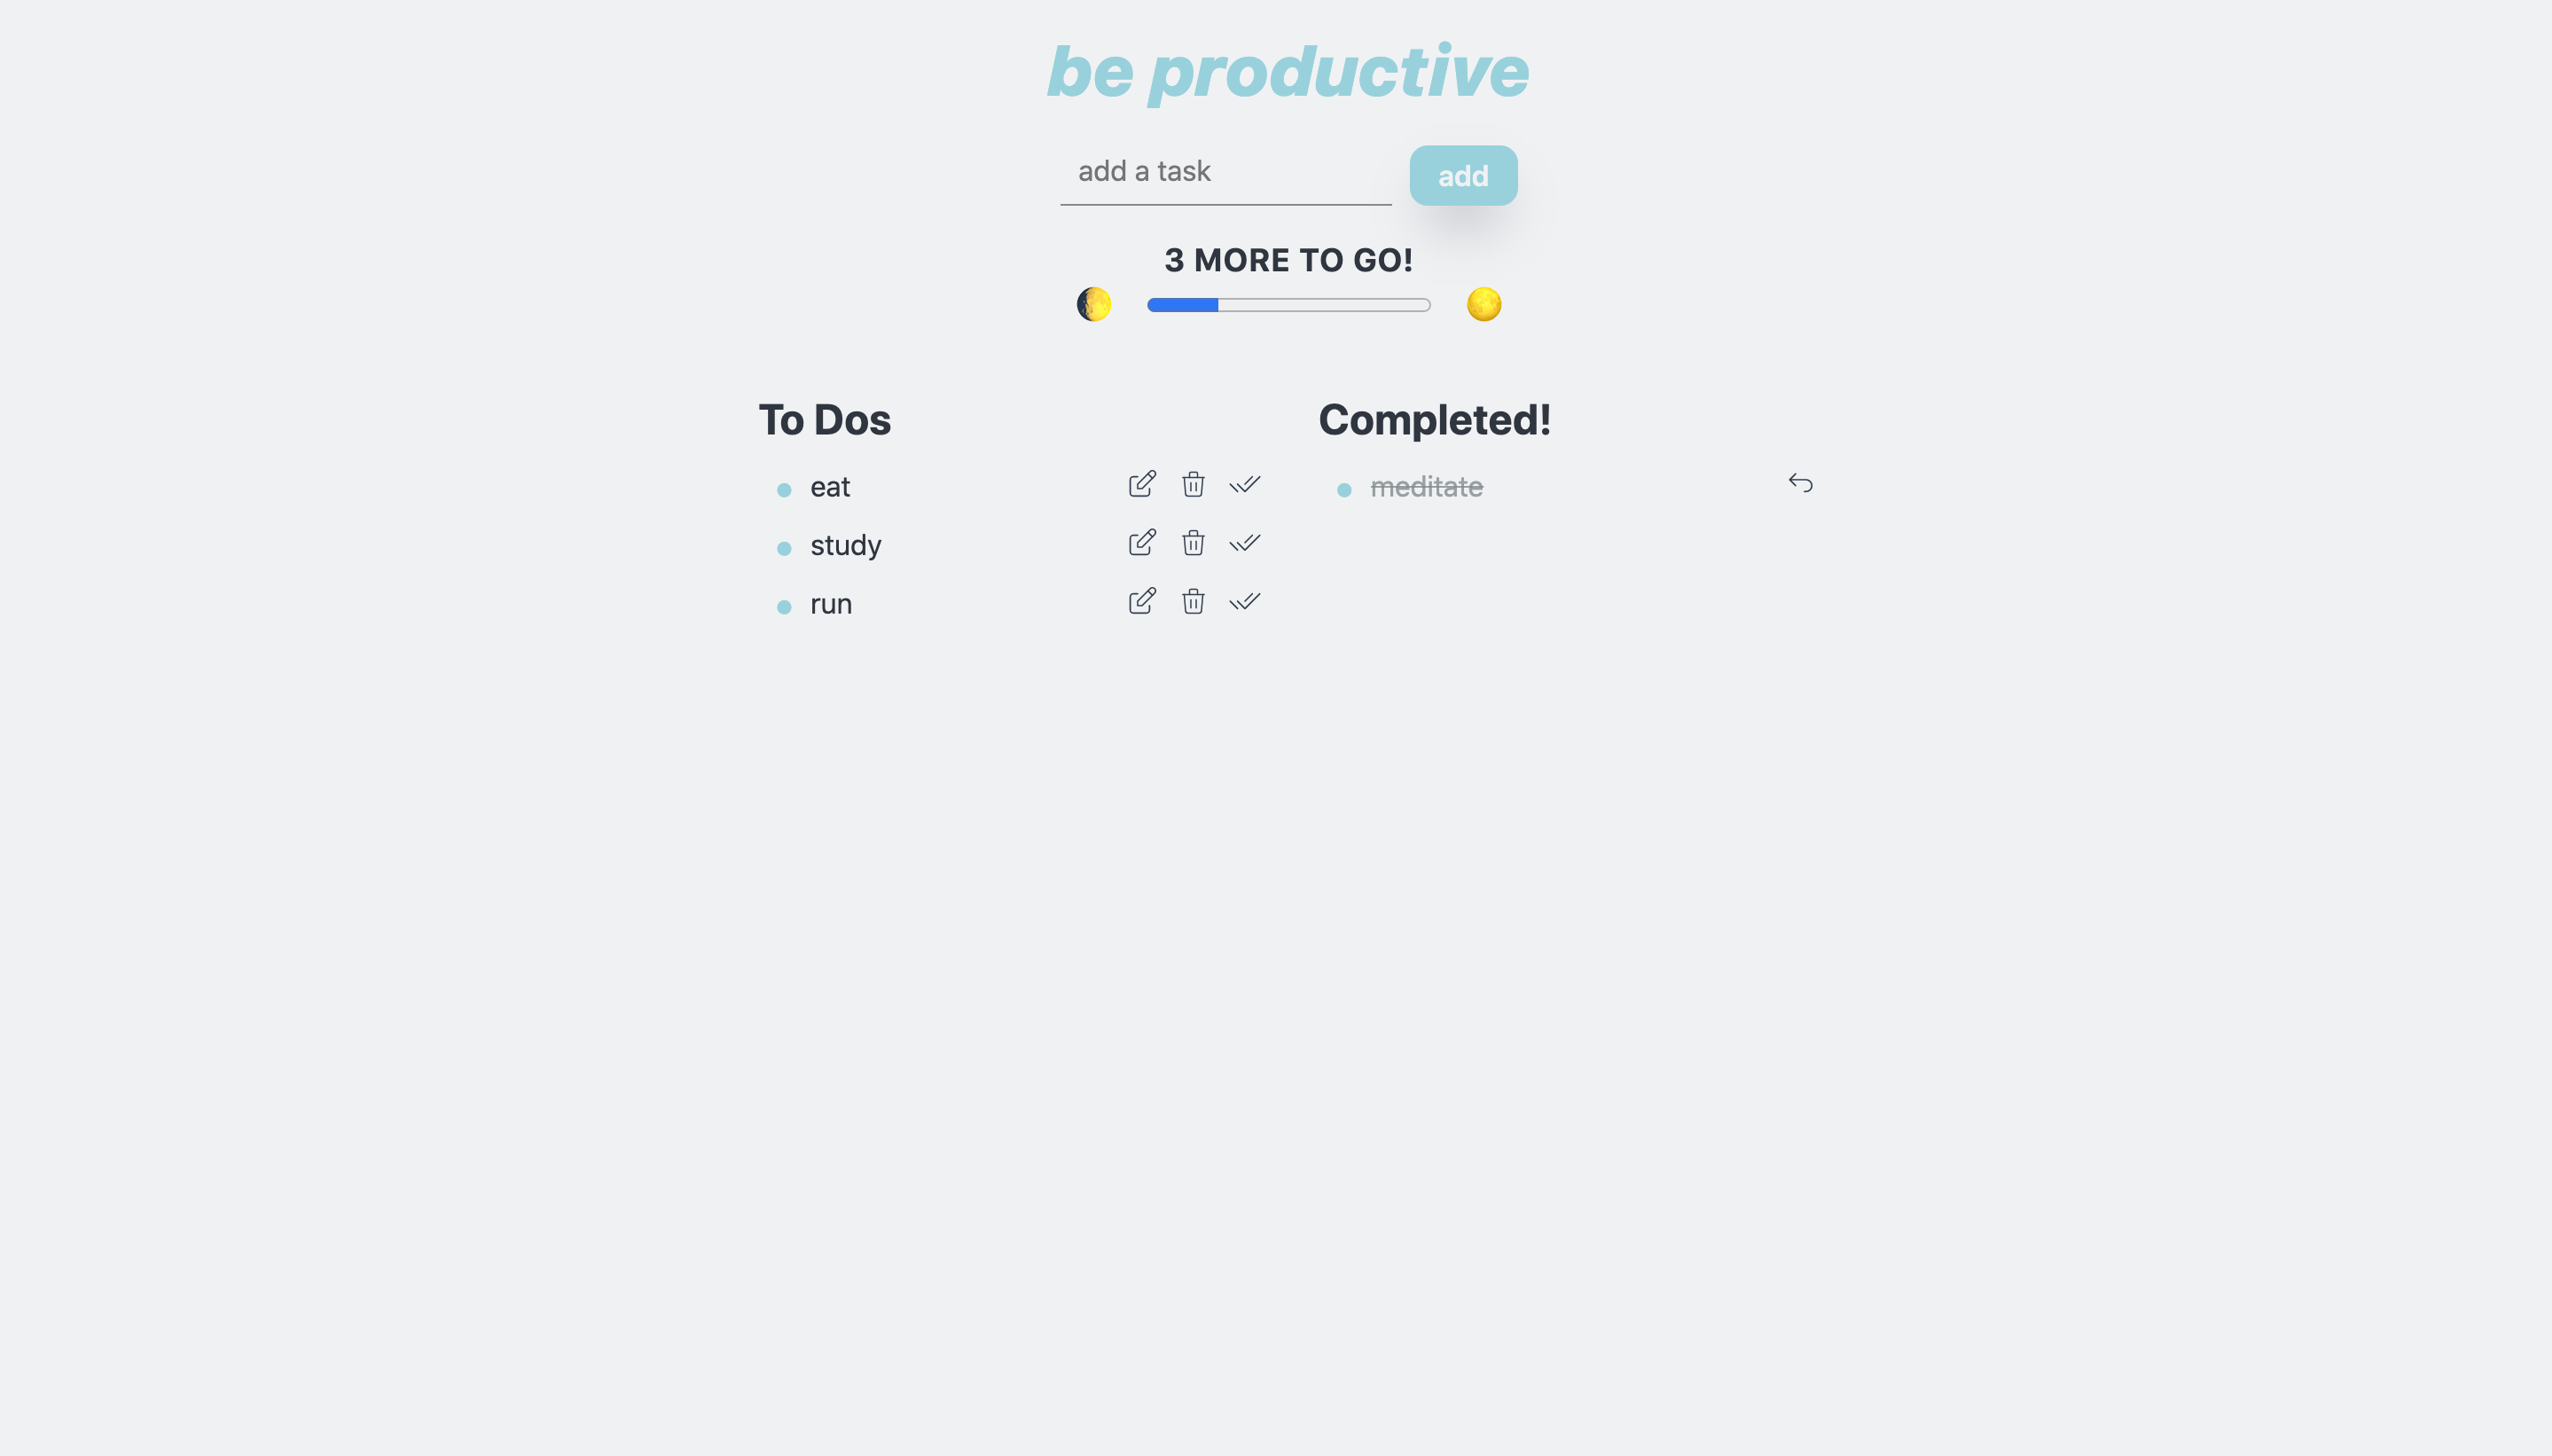 be productive
add a task
add
3 MORE TO GO!
To Dos
eat
study
run
Completed!
meditate